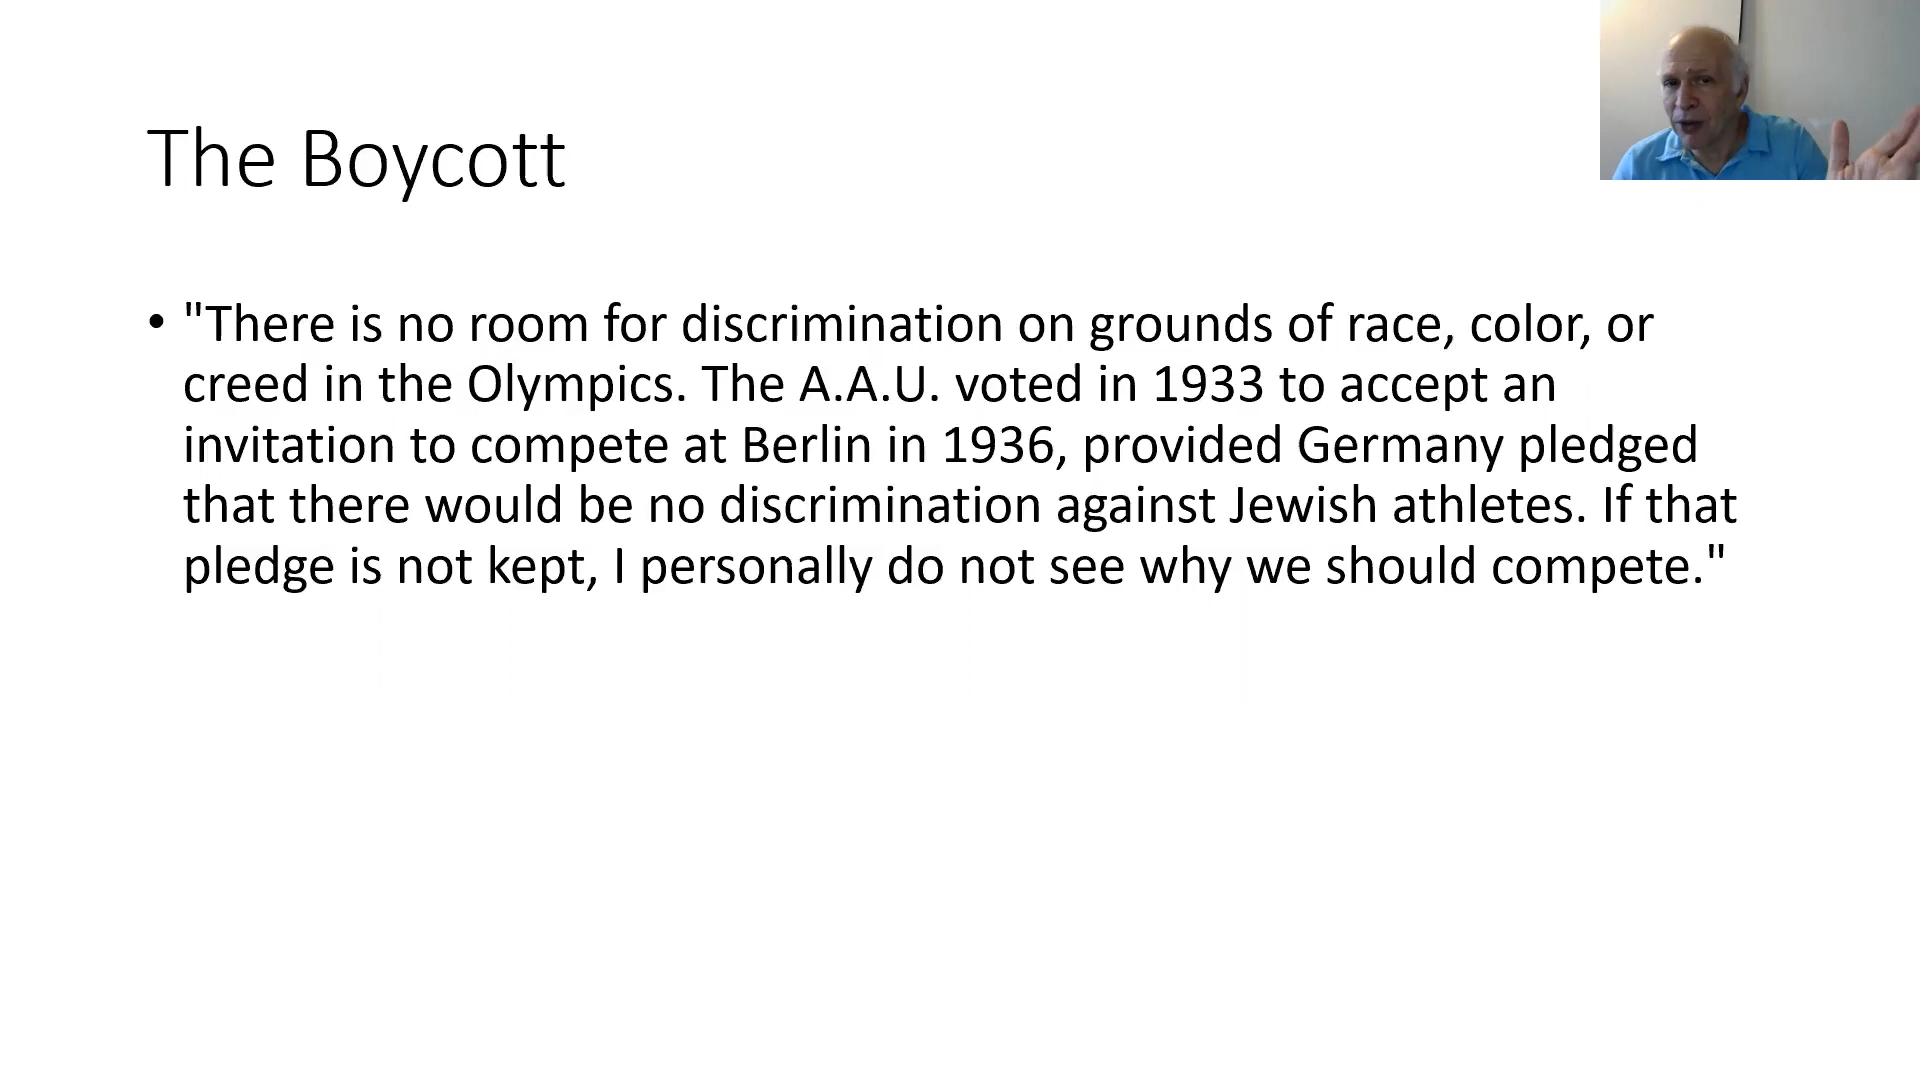 The Boycott
• "There is no room for discrimination on grounds of race, color, or
creed in the Olympics. The A.A.U. voted in 1933 to accept an
invitation to compete at Berlin in 1936, provided Germany pledged
that there would be no discrimination against Jewish athletes. If that
pledge is not kept, I personally do not see why we should compete."